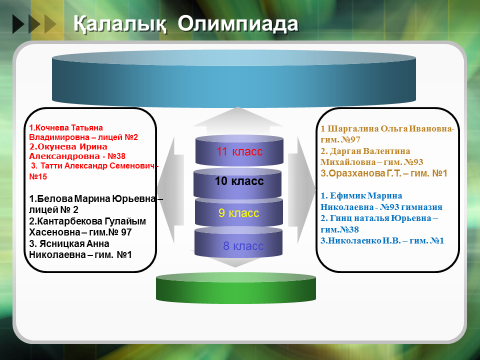 Қалалық Олимпиада
1.Кочнева Татьяна
Владимировна – лицей №2
2.Окунева Ирина
Александровна - №38
3. Татти Александр Семенович-
№15
1.Белова Марина Юрьевна –
лицей № 2
2.Кантарбекова Гулайым
Хасеновна – гим.№ 97
3. Ясницкая Анна
Николаевна – гим. №1
11 класс
10 класс
9 класс
8 класс
1 Шаргалина Ольга Ивановна-
гим. №97
2. Дарган Валентина
Михайловна – гим. №93
3.Оразханова Г.Т. – гим. №1
1. Ефимик Марина
Николаевна - №93 гимназия
2. Гинц наталья Юрьевна –
гим.№38
3.Николаенко И.В. – гим. №1